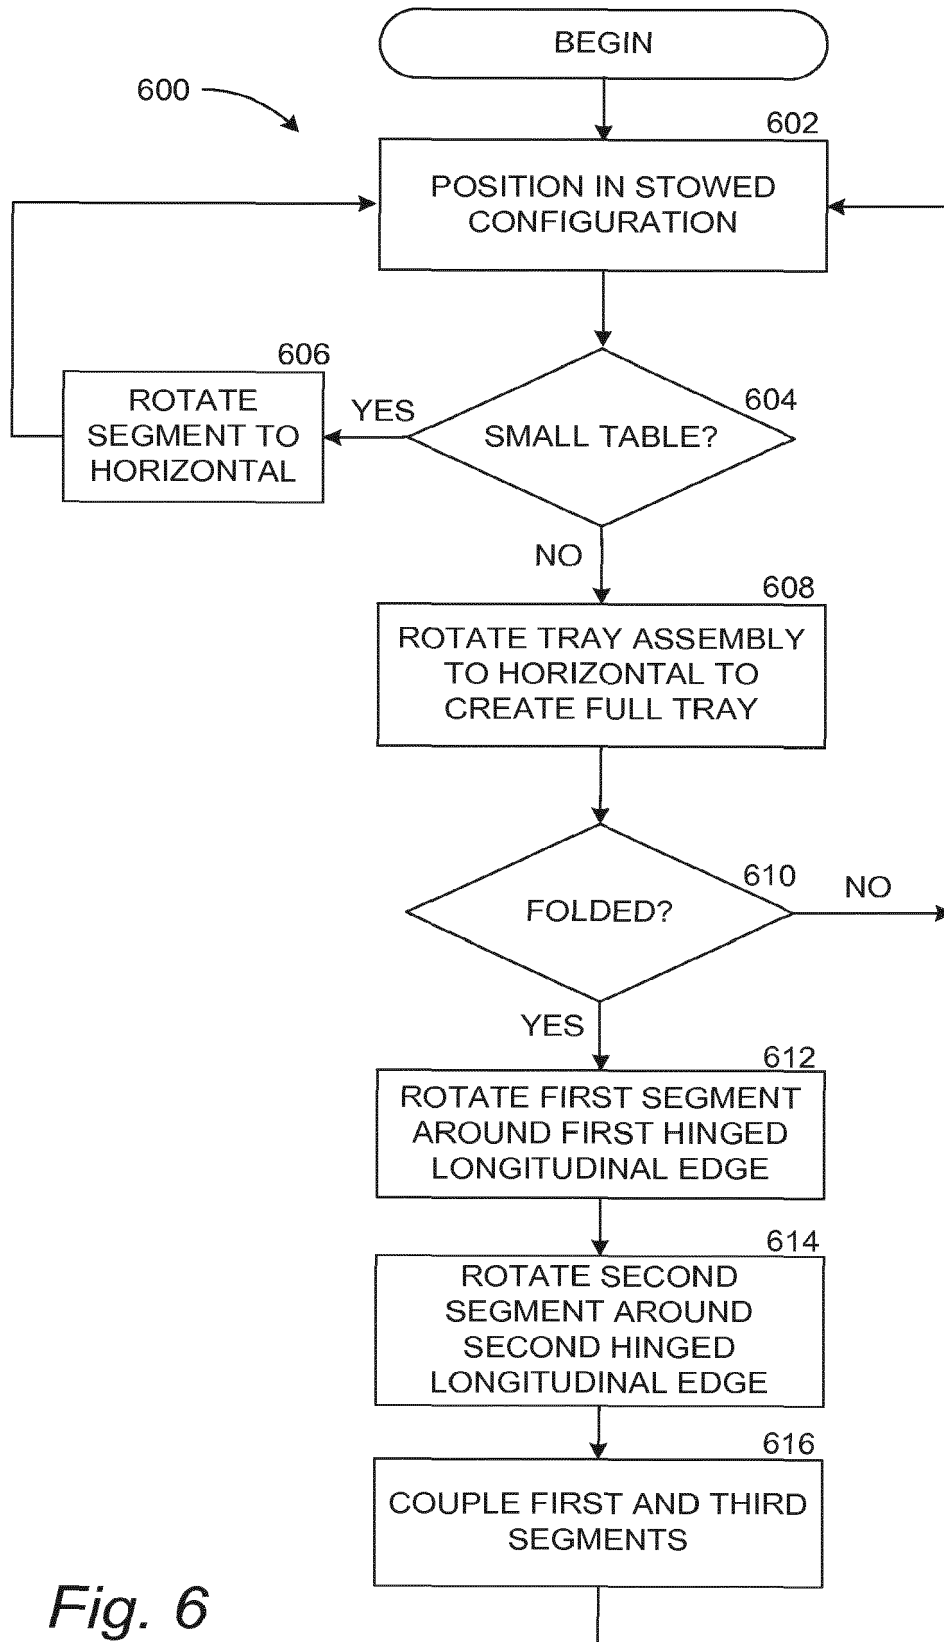 BEGIN
600
602
POSITION IN STOWED
CONFIGURATION
606
ROTATE
SEGMENT TO
HORIZONTAL
YES
604
SMALL TABLE?
NO
608
ROTATE TRAY ASSEMBLY
TO HORIZONTAL TO
CREATE FULL TRAY
610
FOLDED?
NO
YES
612
ROTATE FIRST SEGMENT
AROUND FIRST HINGED
LONGITUDINAL EDGE
614
ROTATE SECOND
SEGMENT AROUND
SECOND HINGED
LONGITUDINAL EDGE
616
COUPLE FIRST AND THIRD
SEGMENTS
Fig. 6